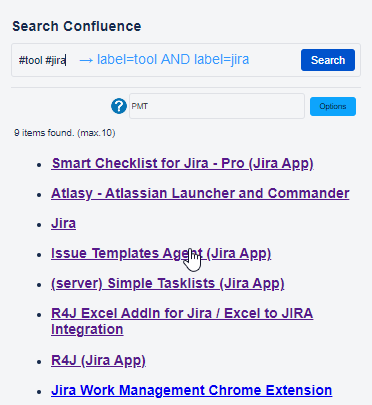 Search Confluence
#tool #jira → label=tool AND label=jira Search
? PMT Options
9 items found. (max.10)
• Smart Checklist for Jira - Pro (Jira App)
• Atlasy - Atlassian Launcher and Commander
• Jira
• Issue Templates Agent (Jira App)
• (server) Simple Tasklists (Jira App)
• R4J Excel AddIn for Jira / Excel to JIRA
Integration
• R4J (Jira App)
• Jira Work Management Chrome Extension